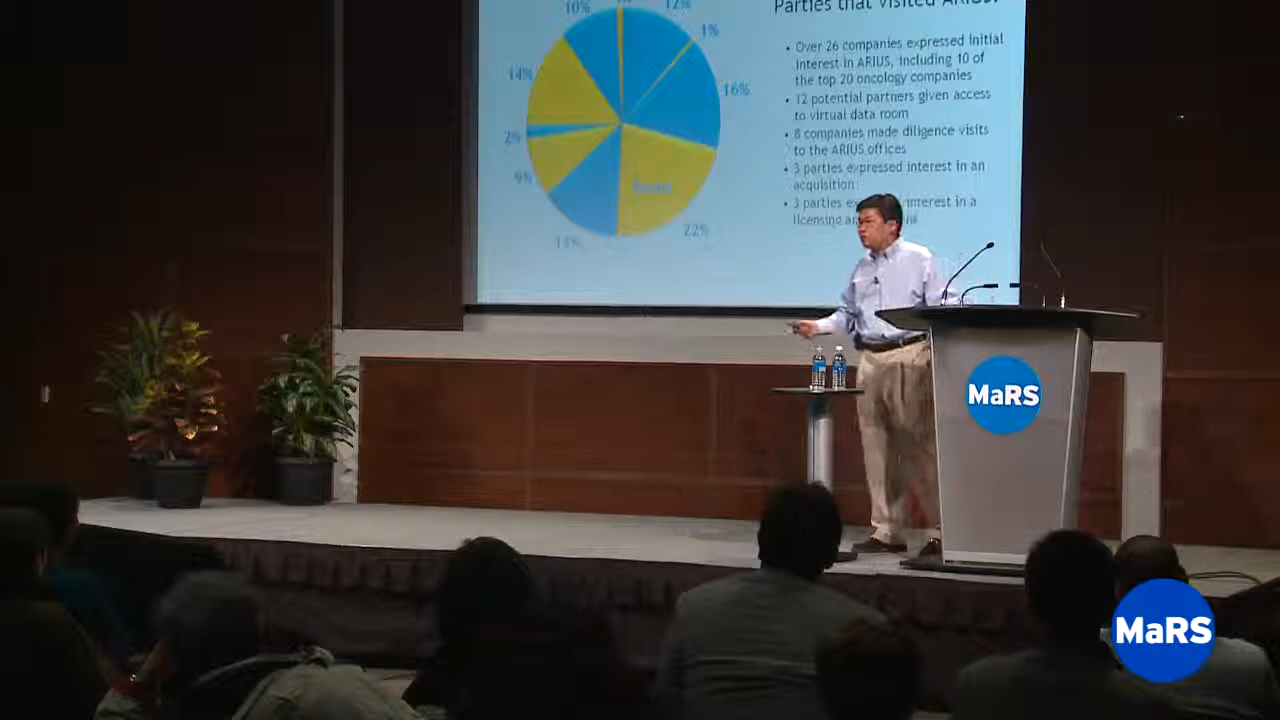 10%
12%
Parties that visited ARIUS:
1%
14%
16%
2%
9%
22%
• Over 26 companies expressed initial
interest in ARIUS, including 10 of
the top 20 oncology companies
• 12 potential partners given access
to virtual data room
• 8 companies made diligence visits
to the ARIUS offices
• 3 parties expressed interest in an
acquisition
• 3 parties interest in a
licensing
MaRS
MaRS